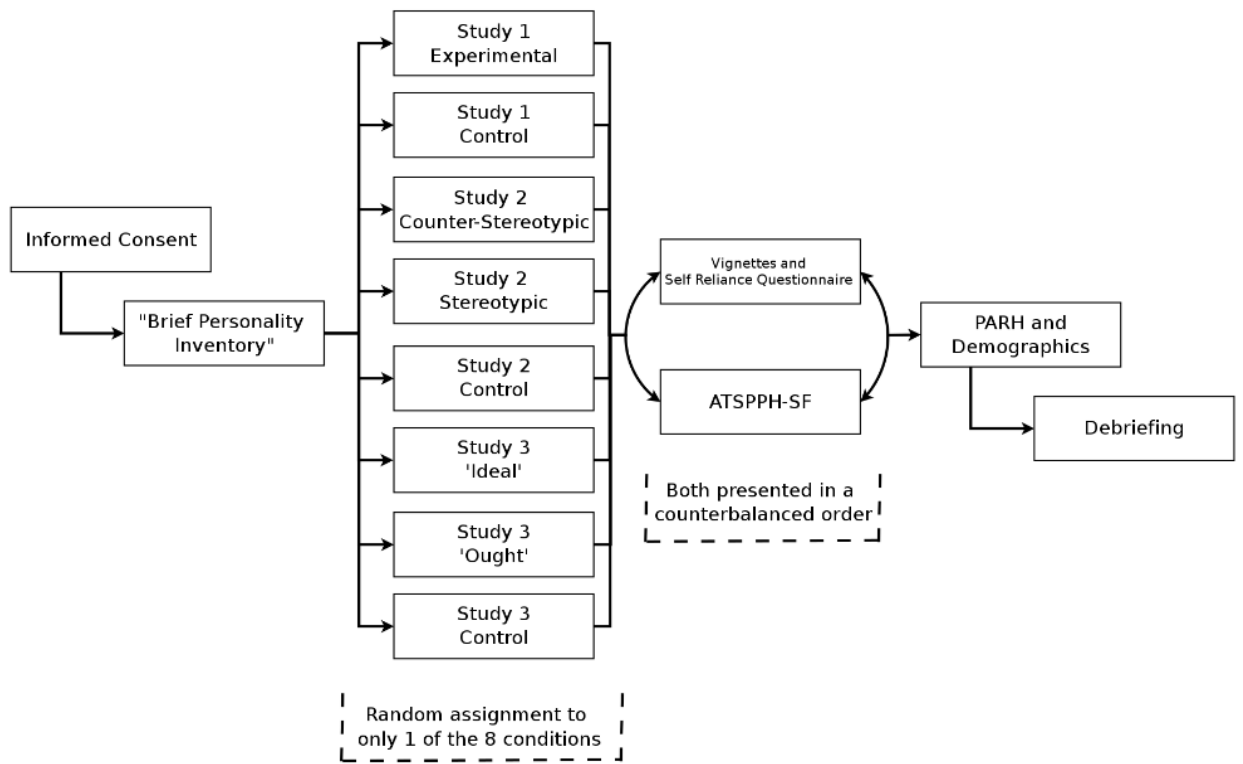 Informed Consent
"Brief Personality
Inventory"
Study 1
Experimental
Study 1
Control
Study 2
Counter-Stereotypic
Study 2
Stereotypic
Study 2
Control
Study 3
'Ideal'
Study 3
'Ought'
Study 3
Control
Random assignment to
only 1 of the 8 conditions
Vignettes and
Self Reliance Questionnaire
ATSPPH-SF
Both presented in a
counterbalanced order
PARH and
Demographics
Debriefing